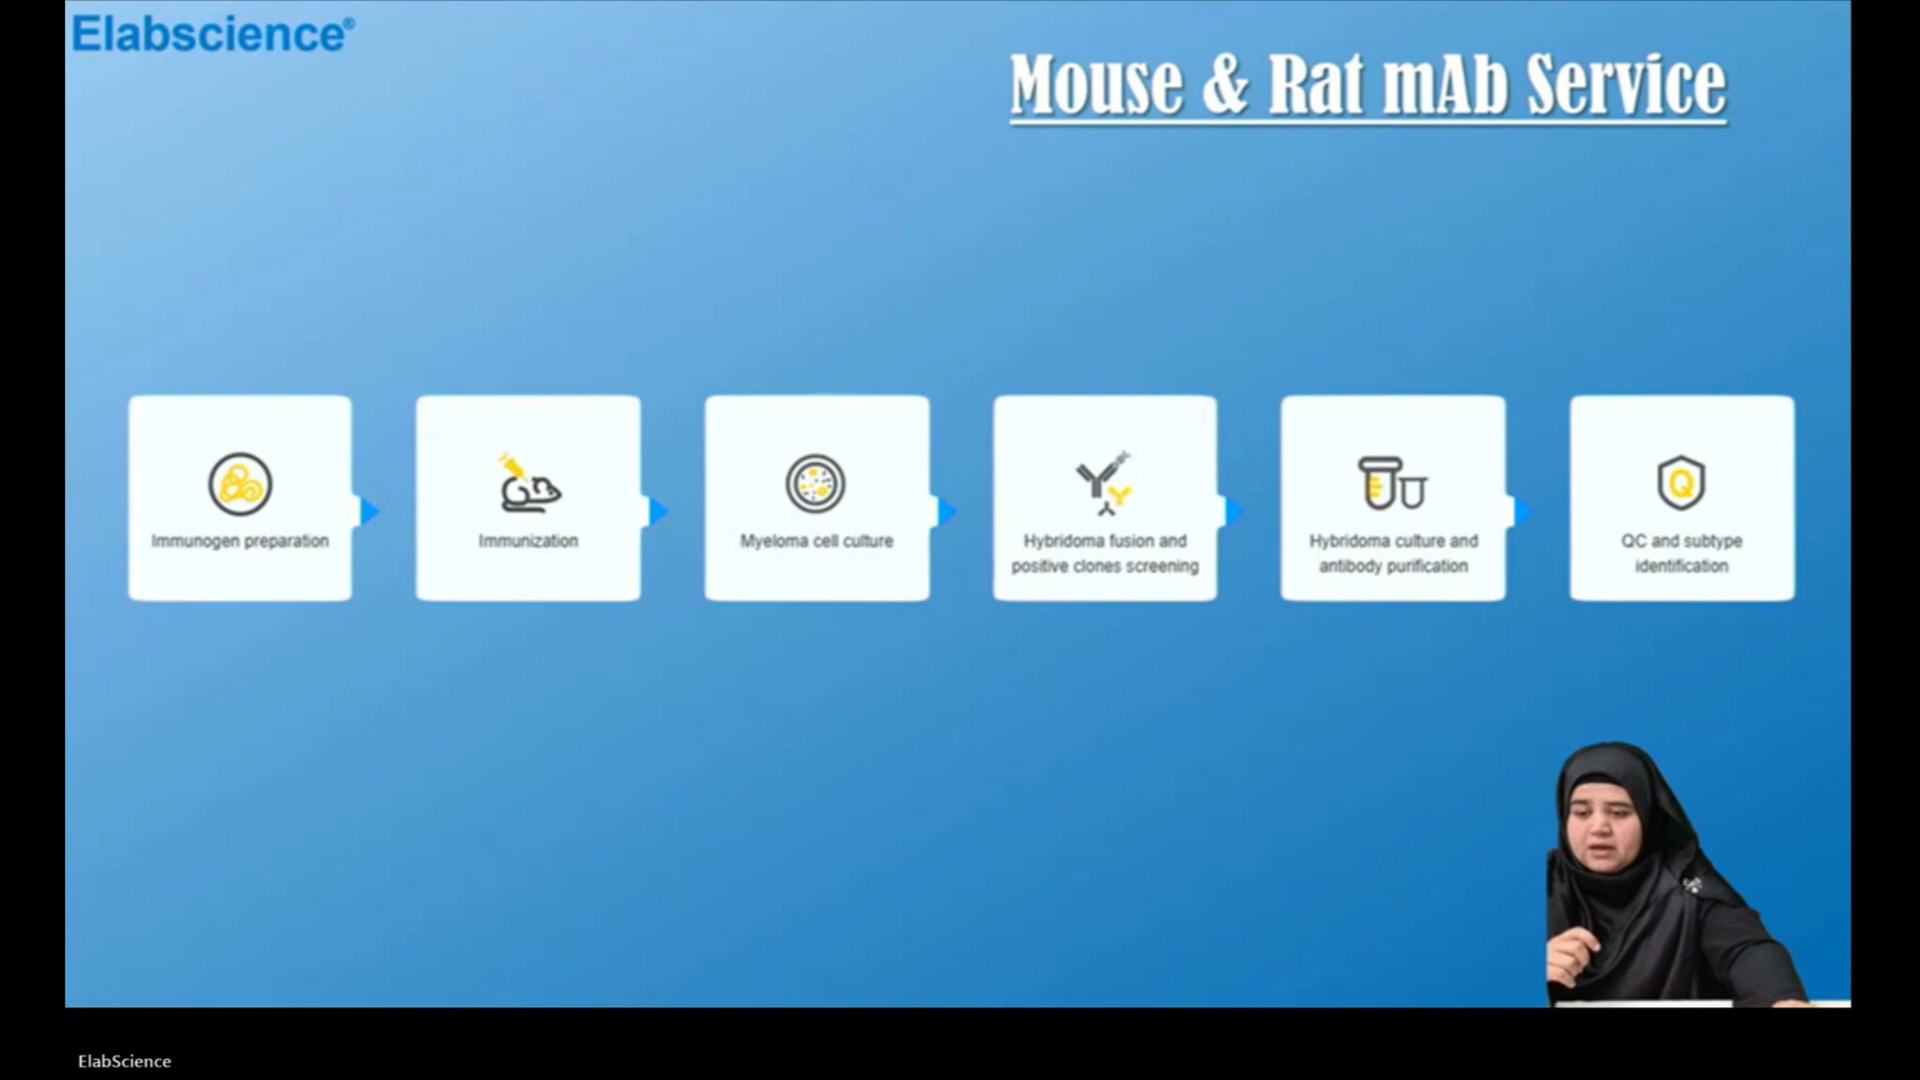 Elabscience®
Mouse & Rat mAb Service
Immunogen preparation
Immunization
Myeloma cell culture
Hybridoma fusion and
positive clones screening
Hybridoma culture and
antibody purification
Q
QC and subtype
identification
ElabScience